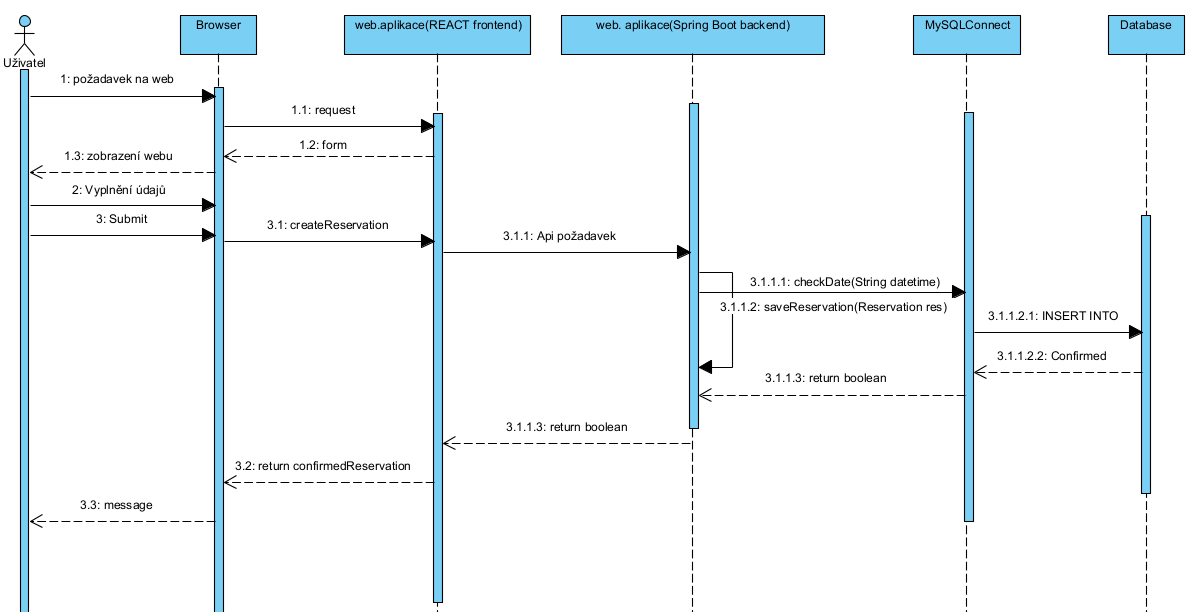 Browser
web.aplikace(REACT frontend)
web. aplikace(Spring Boot backend)
MySQLConnect
Database
Uživatel
1: požadavek na web
1.1: request
1.2: form
1.3: zobrazení webu
2: Vyplnění údajů
3: Submit
3.1: createReservation
3.1.1: Api požadavek
3.1.1.1: checkDate(String datetime)
3.1.1.2: saveReservation(Reservation res)
3.1.1.2.1: INSERT INTO
3.1.1.2.2: Confirmed
3.1.1.3: return boolean
3.1.1.3: return boolean
3.2: return confirmedReservation
3.3: message